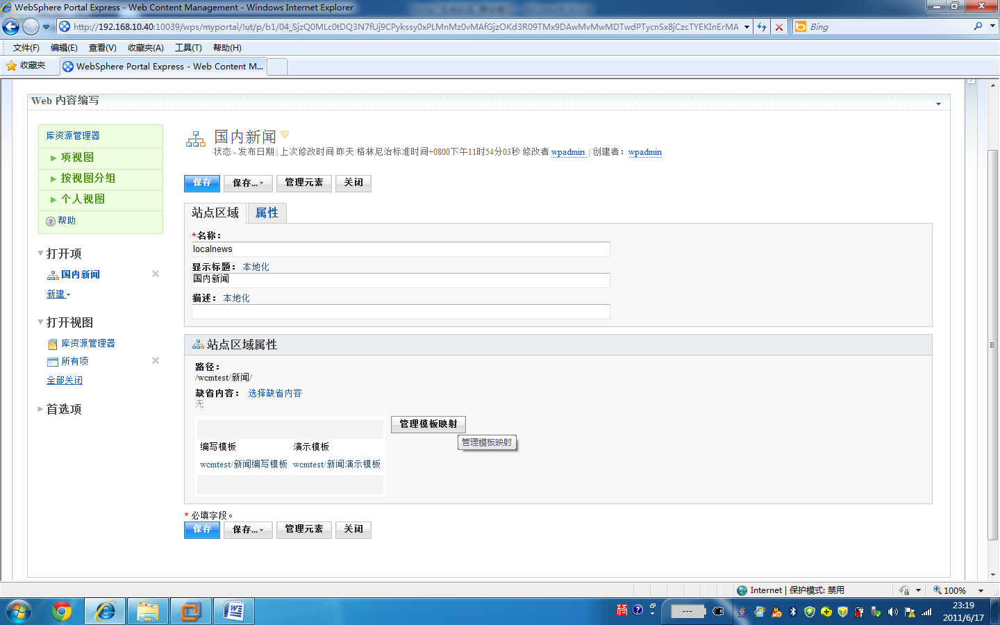 WebSphere Portal Express - Web Content Management - Windows Internet Explorer
http://192.168.10.40:10039/wps/myportal/!ut/p/b1/04_SjzQ0MLc0tDQ3N7fUj9CPykssy0xPLMnMz0vMAfGjzOKd3R09TMx9DAwMvMwMDTwdPTycnSx8jCzcTYEKInErMA
Bing
文件(F) 编辑(E) 查看(V) 收藏夹(A) 工具(T) 帮助(H)
收藏夹
WebSphere Portal Express - Web Content M...
Web 内容编写
库资源管理器
项视图
按视图分组
个人视图
帮助
打开项
国内新闻
新建
打开视图
库资源管理器
所有项
全部关闭
首选项
国内新闻
状态 - 发布日期 | 上次修改时间 昨天 格林尼治标准时间+0800下午11时54分03秒 修改者 wpadmin | 创建者: wpadmin
保存 保存... 管理元素 关闭
站点区域 属性
*名称:
localnews
显示标题: 本地化
国内新闻
描述: 本地化
站点区域属性
路径:
/wcmtest/新闻/
缺省内容: 选择缺省内容
无
管理模板映射
管理模板映射
编写模板 演示模板
wcmtest/新闻编写模板 wcmtest/新闻演示模板
* 必填字段。
保存 保存... 管理元素 关闭
Internet | 保护模式: 禁用
100%
---
23:19
2011/6/17